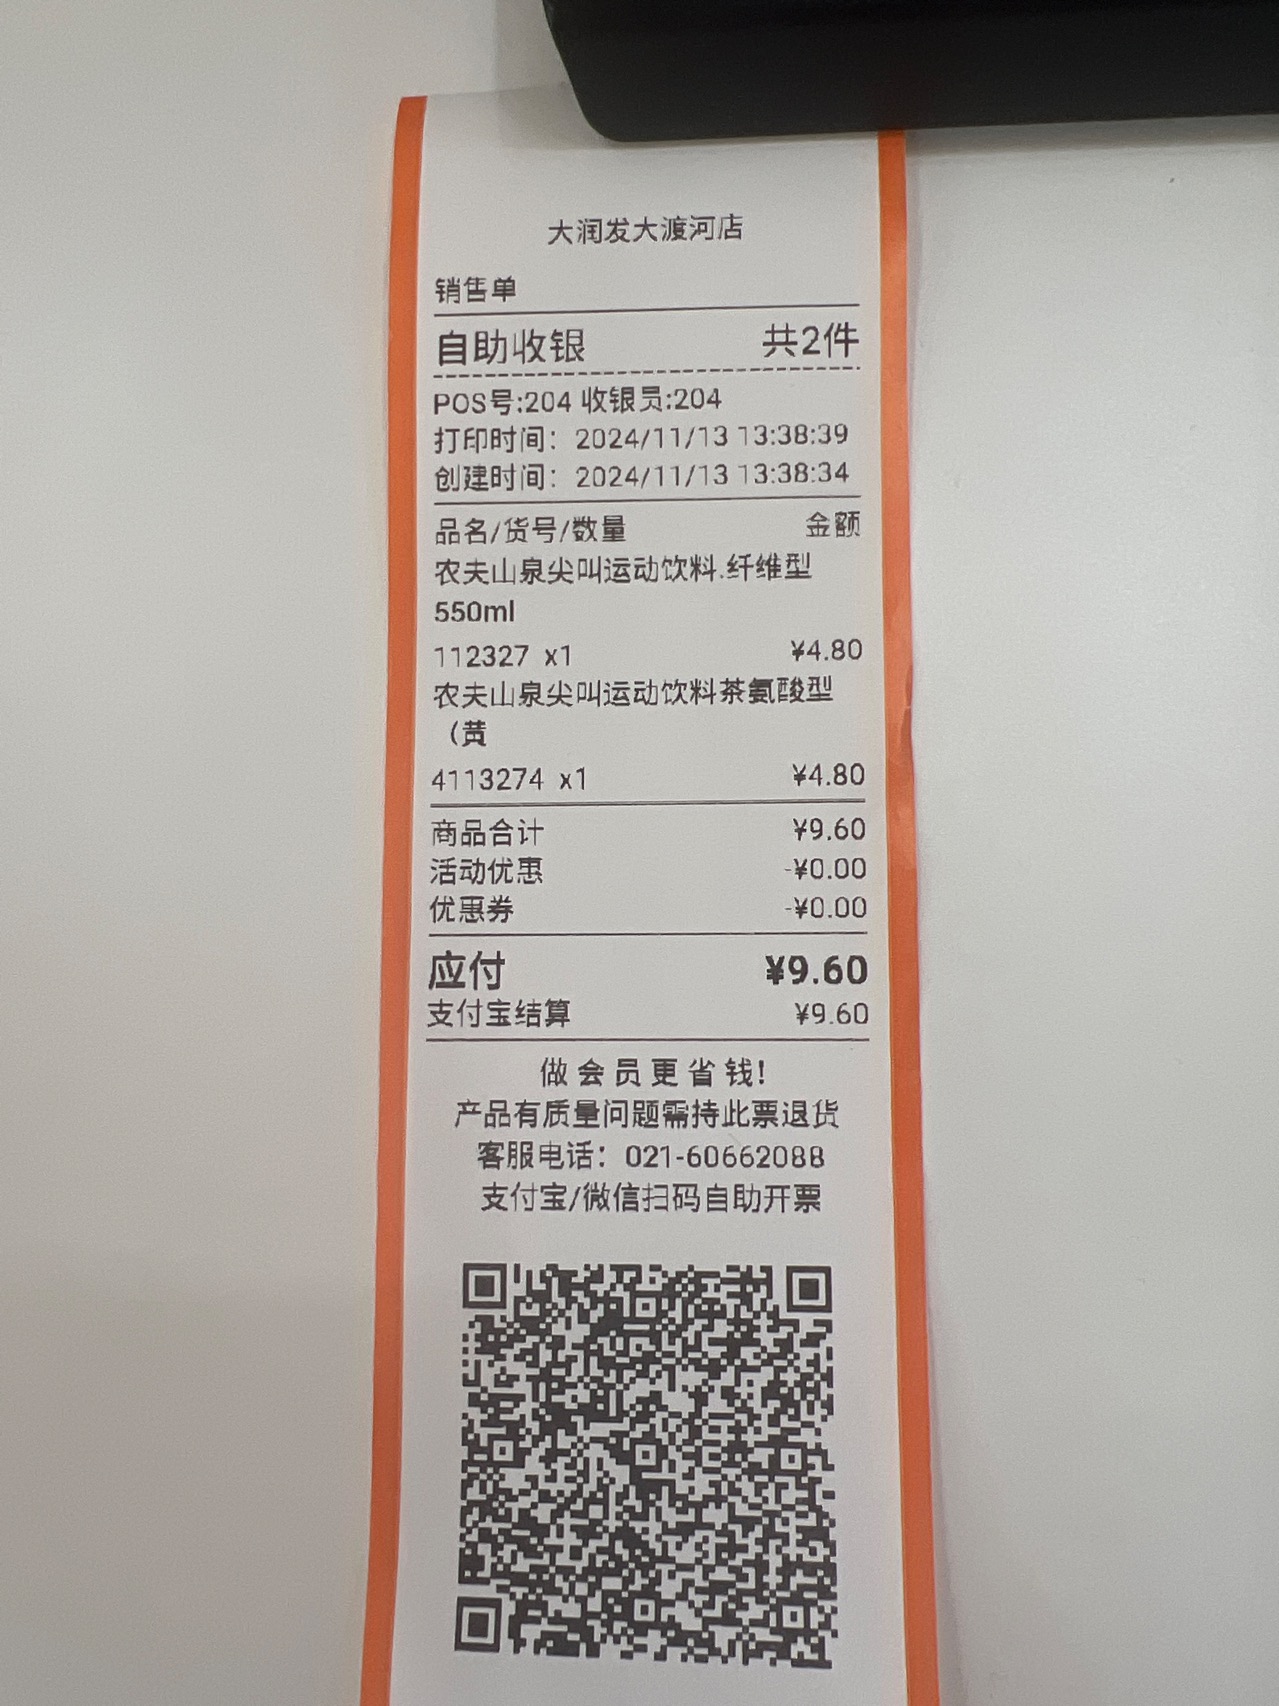 大润发大渡河店
销售单
自助收银 共2件
POS号:204 收银员:204
打印时间：2024/11/13 13:38:39
创建时间：2024/11/13 13:38:34
品名/货号/数量 金额
农夫山泉尖叫运动饮料.纤维型
550ml
112327 x1 ¥4.80
农夫山泉尖叫运动饮料茶氨酸型
（黄
4113274 x1 ¥4.80
商品合计 ¥9.60
活动优惠 -¥0.00
优惠券 -¥0.00
应付 ¥9.60
支付宝结算 ¥9.60
做会员更省钱!
产品有质量问题需持此票退货
客服电话：021-60662088
支付宝/微信扫码自助开票